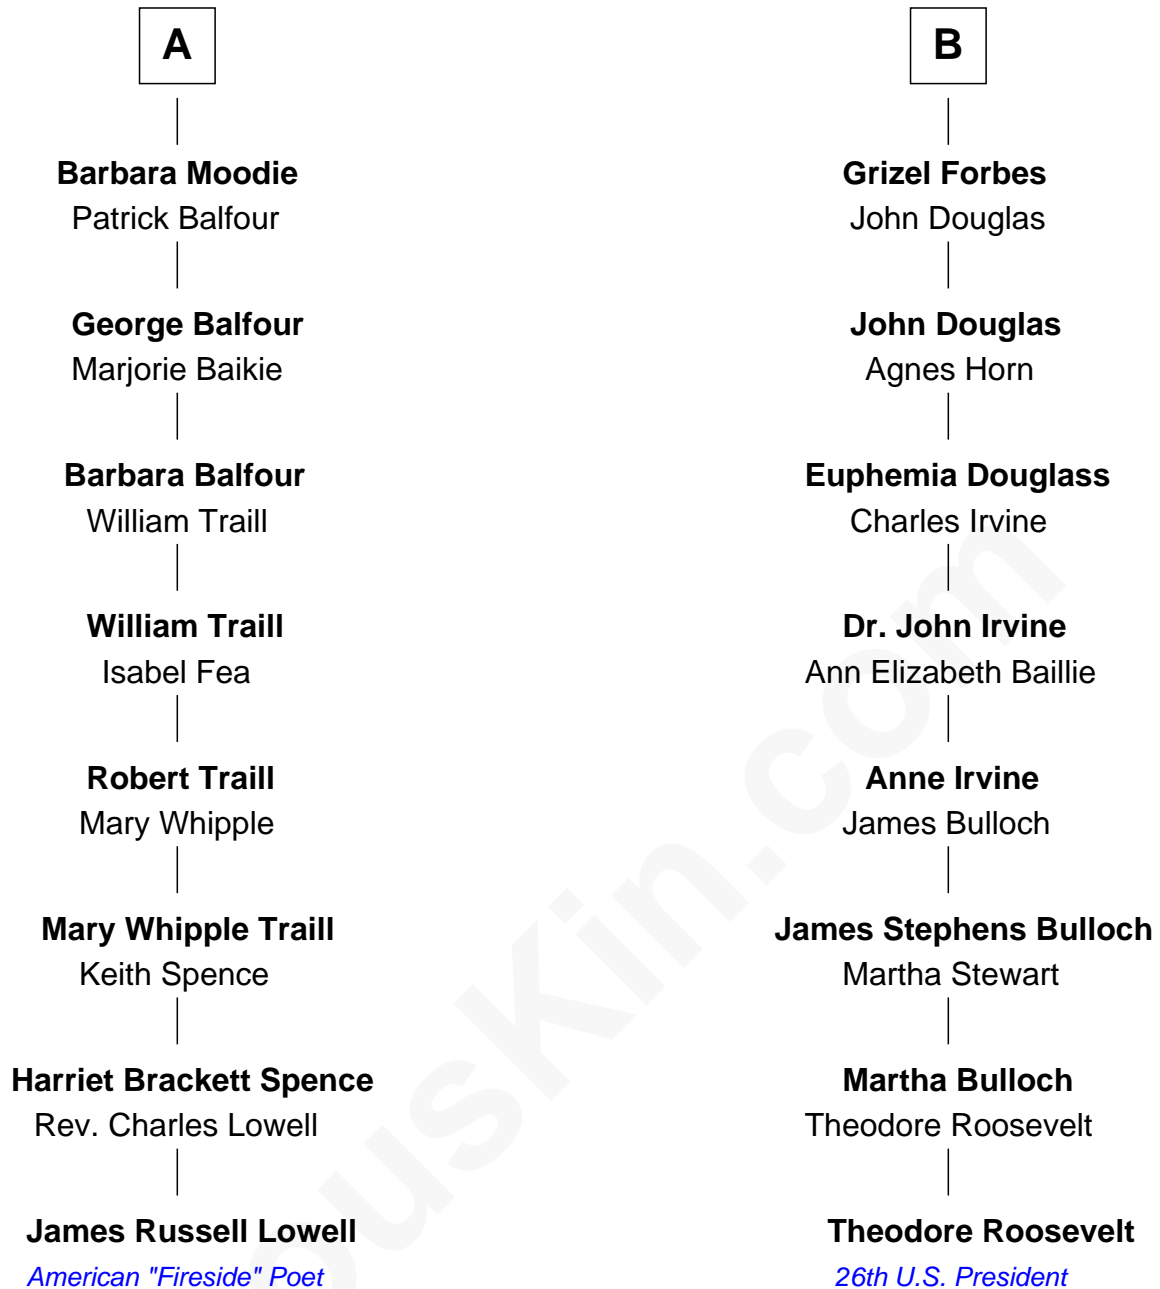 A
Barbara Moodie
Patrick Balfour
George Balfour
Marjorie Baikie
Barbara Balfour
William Traill
William Traill
Isabel Fea
Robert Traill
Mary Whipple
Mary Whipple Traill
Keith Spence
Harriet Brackett Spence
Rev. Charles Lowell
James Russell Lowell
American "Fireside" Poet
B
Grizel Forbes
John Douglas
John Douglas
Agnes Horn
Euphemia Douglass
Charles Irvine
Dr. John Irvine
Ann Elizabeth Baillie
Anne Irvine
James Bulloch
James Stephens Bulloch
Martha Stewart
Martha Bulloch
Theodore Roosevelt
Theodore Roosevelt
26th U.S. President
ousKin.com